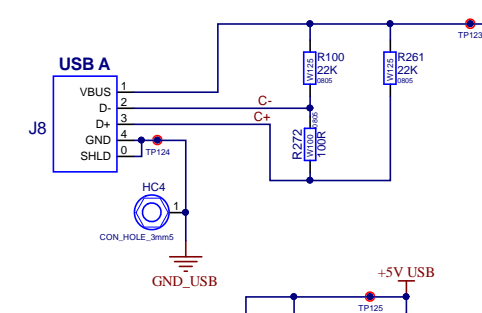 TP123
USB A
R100
22K
0805
W125
R261
22K
0805
W125
VBUS 1
D- 2
D+ 3
GND 4
SHLD 0
J8
C-
C+
TP124
R272
W100
100R
0805
HC4
1
CON_HOLE_3mm5
GND_USB
+5V USB
TP125